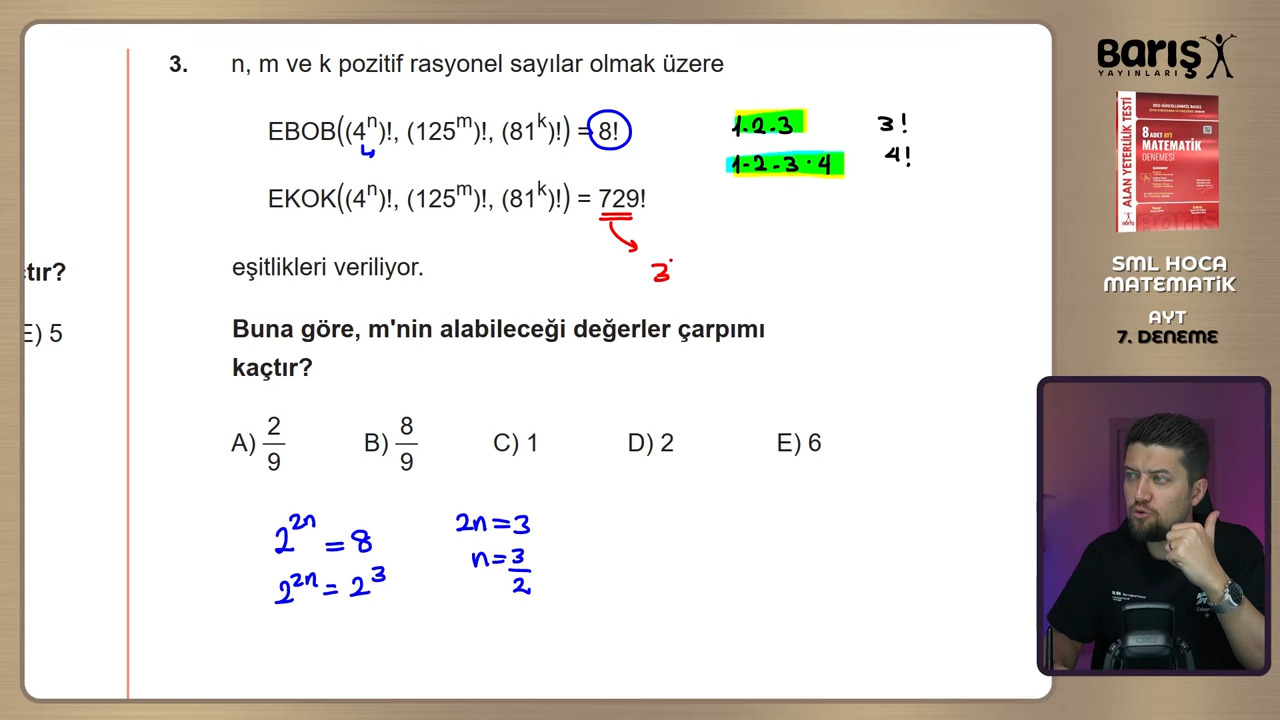 3. n, m ve k pozitif rasyonel sayılar olmak üzere
EBOB((4ⁿ)!, (125ᵐ)!, (81ᵏ)!) = 8!
EKOK((4ⁿ)!, (125ᵐ)!, (81ᵏ)!) = 729!
3
eşitlikleri veriliyor.
Buna göre, m'nin alabileceği değerler çarpımı
kaçtır?
A) 2/9 B) 8/9 C) 1 D) 2 E) 6
1.2.3 3!
1.2.3.4 4!
2²ⁿ = 8
2²ⁿ = 2³
2n = 3
n = 3/2
:tır?
E) 5
BARIŞ
YAYINLARI
ALAN YETERLİLİK TESTİ
8 ADET AYT
MATEMATİK
DENEMESİ
BARIŞ
SML HOCA
MATEMATİK
AYT
7. DENEME